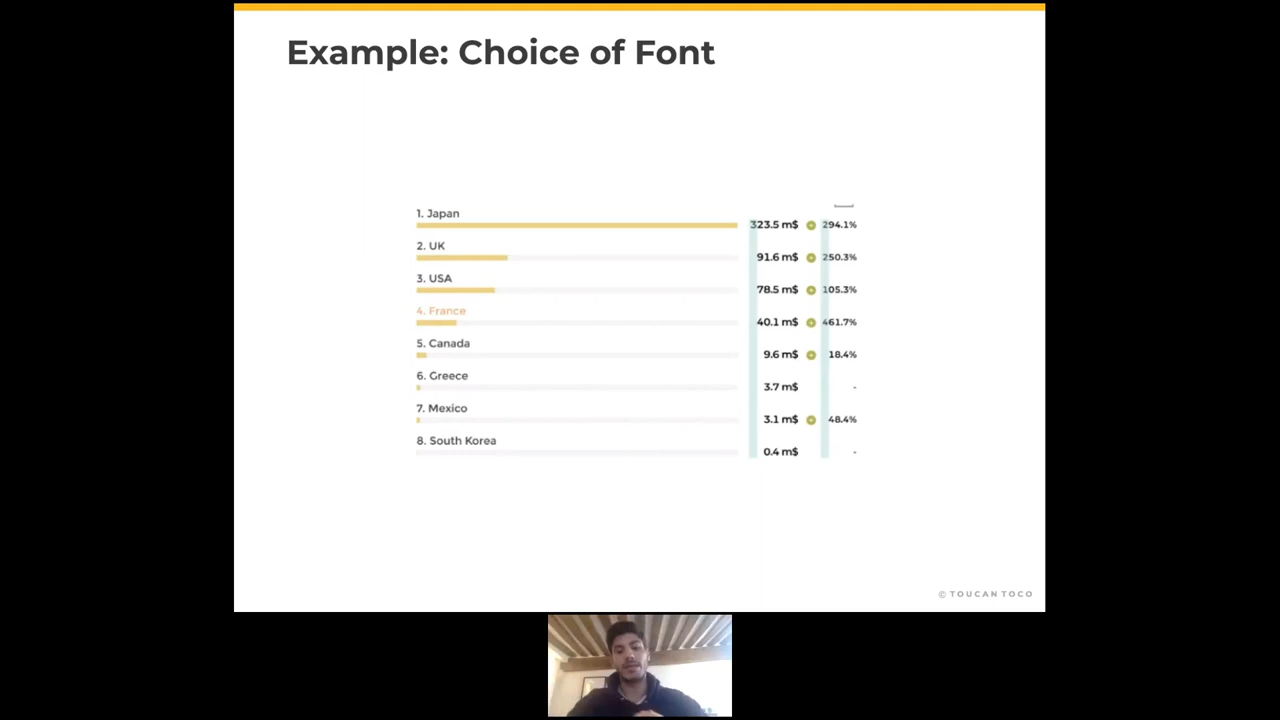 Example: Choice of Font
1. Japan
323.5 m$ 294.1%
2. UK
91.6 m$ 250.3%
3. USA
78.5 m$ 105.3%
4. France
40.1 m$ 461.7%
5. Canada
9.6 m$ 18.4%
6. Greece
3.7 m$ -
7. Mexico
3.1 m$ 48.4%
8. South Korea
0.4 m$ -
© TOUCAN TOCO